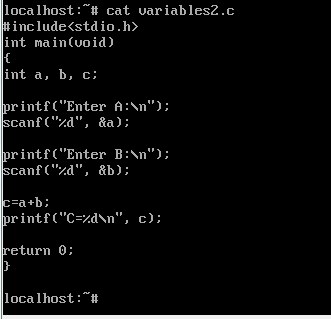 localhost:~# cat variables2.c
#include<stdio.h>
int main(void)
{
int a, b, c;
printf("Enter A:\n");
scanf("%d", &a);
printf("Enter B:\n");
scanf("%d", &b);
c=a+b;
printf("C=%d\n", c);
return 0;
}
localhost:~#